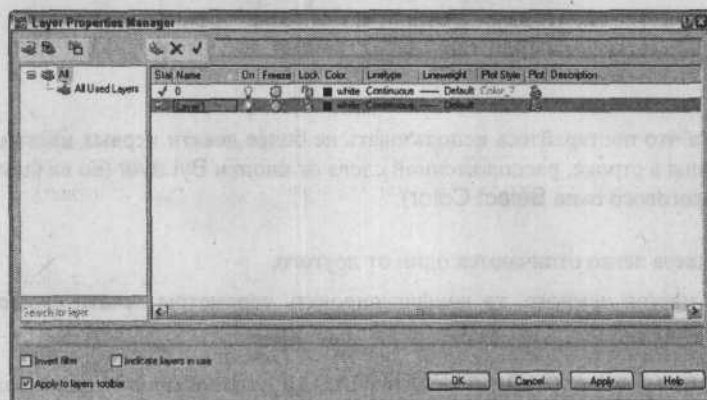 Layer Properties Manager
All
All Used Layers
Stat Name On Freeze Lock Color Linetype Lineweight Plot Style Plot Description
0 white Continuous Default Color_7
Layer1 white Continuous Default
Search for layer
Invert filter Indicate layers in use
Apply to layers toolbar
OK Cancel Apply Help